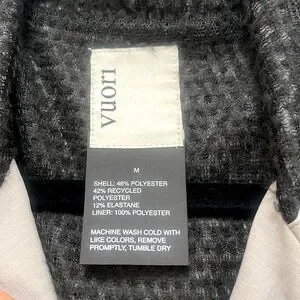 vuori
M
SHELL: 46% POLYESTER
42% RECYCLED
POLYESTER
12% ELASTANE
LINER: 100% POLYESTER
MACHINE WASH COLD WITH
LIKE COLORS, REMOVE
PROMPTLY, TUMBLE DRY